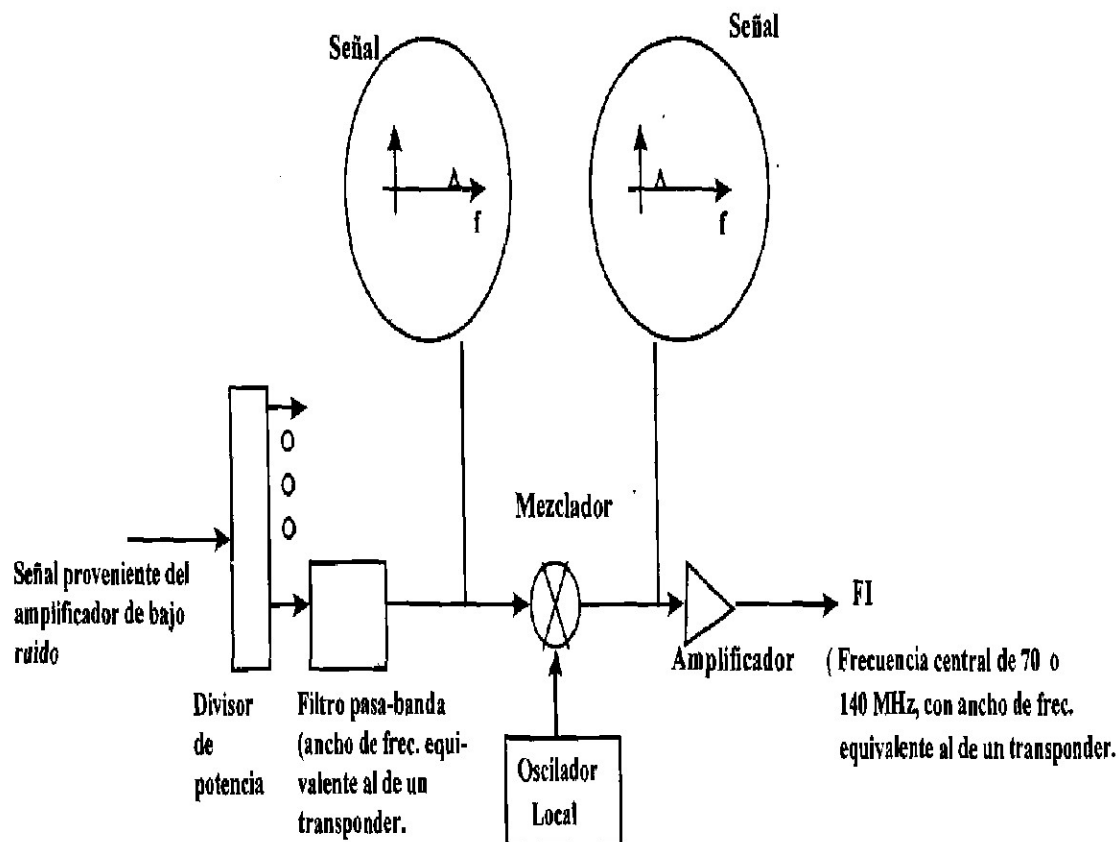 Señal
Señal
f
f
Mezclador
Señal proveniente del
amplificador de bajo
ruido
FI
Amplificador
( Frecuencia central de 70 o
140 MHz, con ancho de frec.
equivalente al de un transponder.
Divisor
de
potencia
Filtro pasa-banda
(ancho de frec. equi-
valente al de un
transponder.
Oscilador
Local